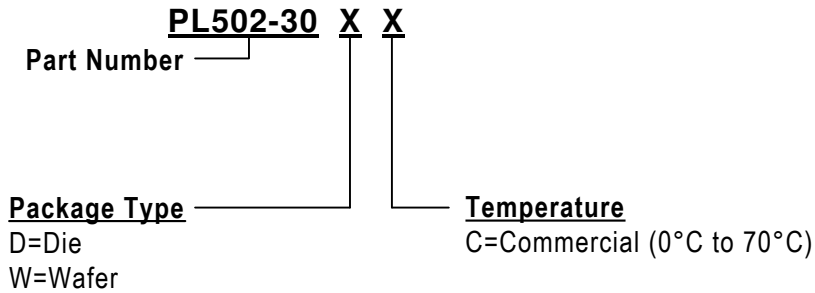 PL502-30 X X
Part Number
Package Type
D=Die
W=Wafer
Temperature
C=Commercial (0°C to 70°C)